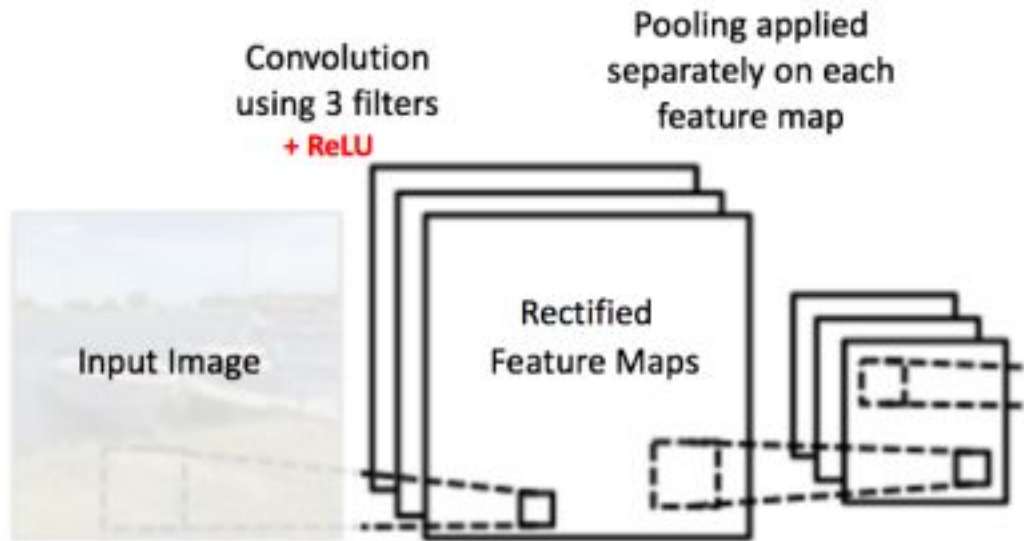 Convolution
using 3 filters
+ ReLU
Pooling applied
separately on each
feature map
Input Image
Rectified
Feature Maps